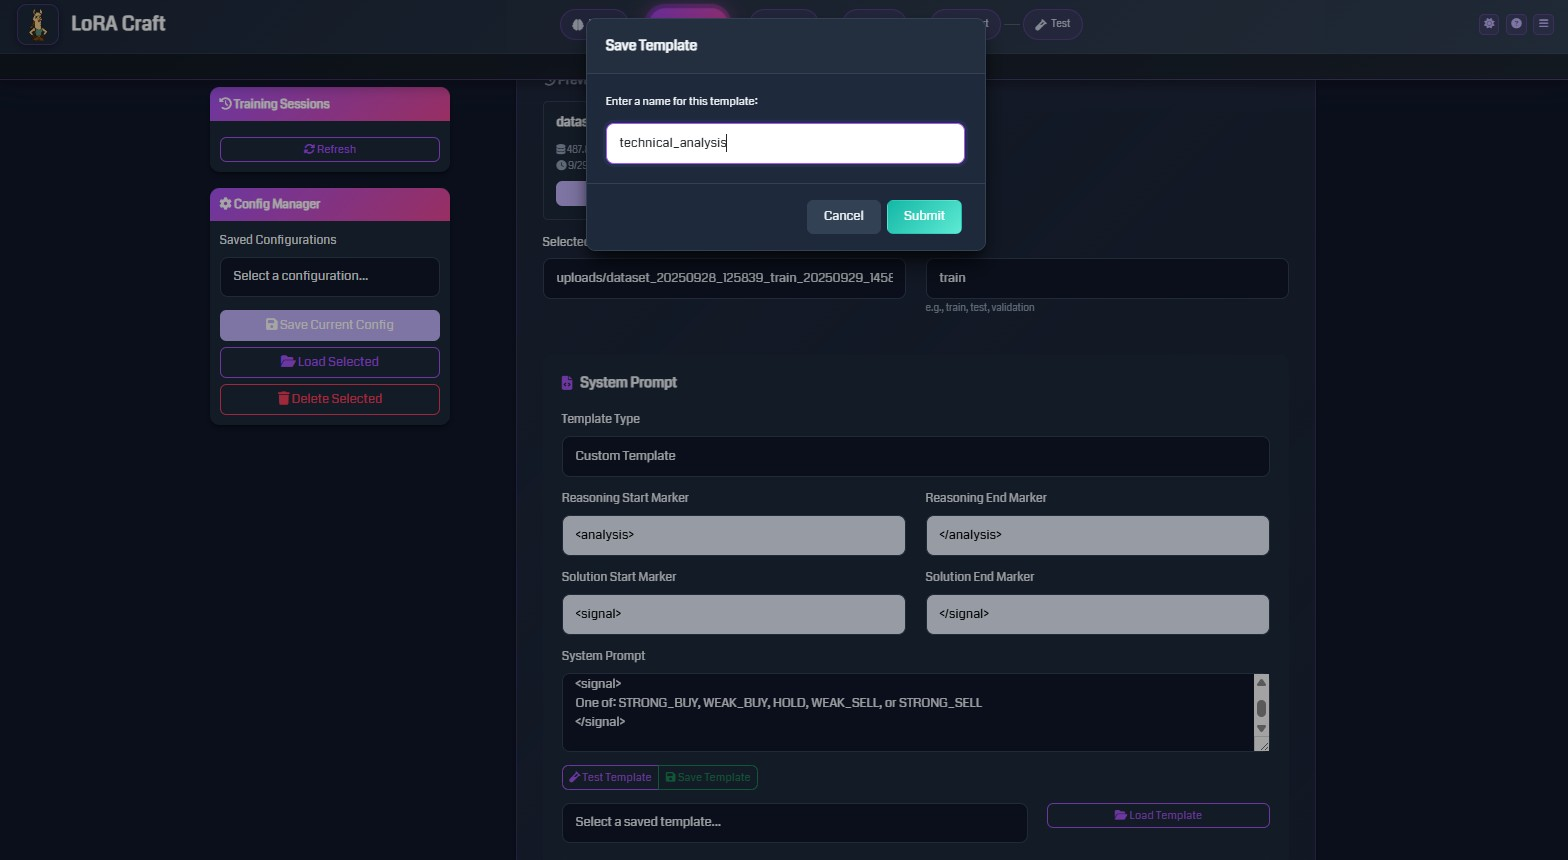 LoRA Craft
Test
Save Template
Enter a name for this template:
technical_analysis
Cancel
Submit
Training Sessions
Refresh
Config Manager
Saved Configurations
Select a configuration...
Save Current Config
Load Selected
Delete Selected
487.
9/29
Selected
uploads/dataset_20250928_125839_train_20250929_1458
train
e.g., train, test, validation
System Prompt
Template Type
Custom Template
Reasoning Start Marker
Reasoning End Marker
<analysis>
</analysis>
Solution Start Marker
Solution End Marker
<signal>
</signal>
System Prompt
<signal>
One of: STRONG_BUY, WEAK_BUY, HOLD, WEAK_SELL, or STRONG_SELL
</signal>
Test Template
Save Template
Select a saved template...
Load Template